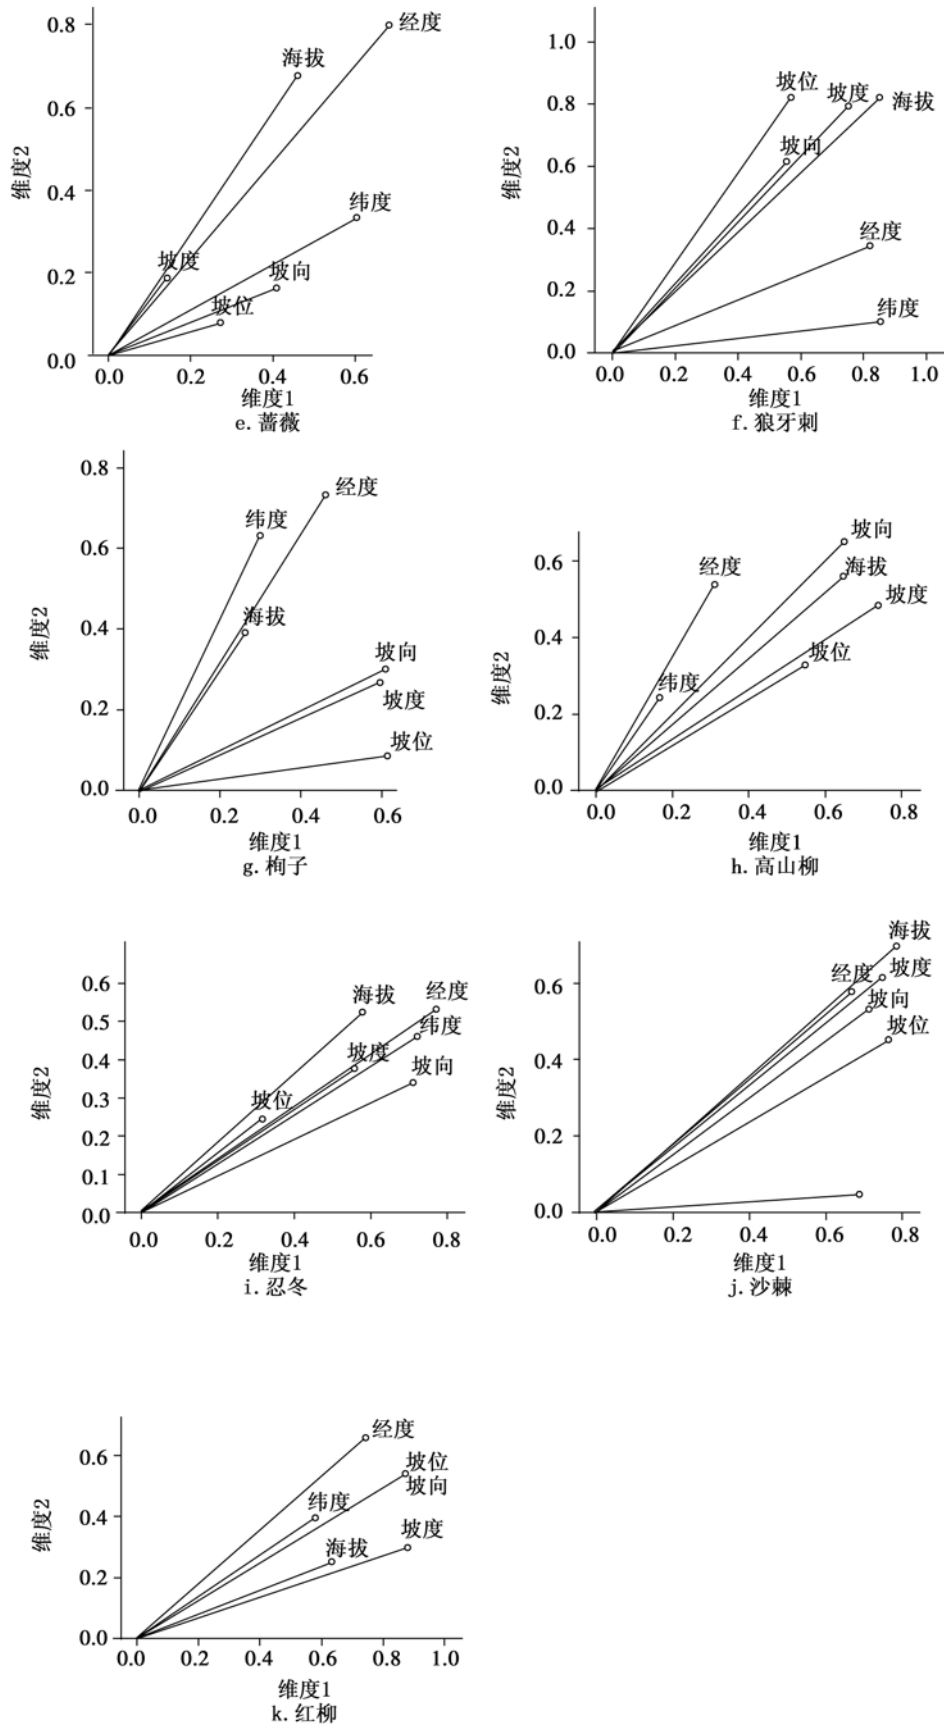 0.8
0.6
0.4
0.2
0.0
维度2
经度
海拔
纬度
坡度
坡向
坡位
0.0 0.2 0.4 0.6
维度1
e. 蔷薇
1.0
0.8
0.6
0.4
0.2
0.0
维度2
坡位
坡度
海拔
坡向
经度
纬度
0.0 0.2 0.4 0.6 0.8 1.0
维度1
f. 狼牙刺
0.8
0.6
0.4
0.2
0.0
维度2
经度
纬度
海拔
坡向
坡度
坡位
0.0 0.2 0.4 0.6
维度1
g. 栒子
0.6
0.4
0.2
0.0
维度2
坡向
经度
海拔
坡度
坡位
纬度
0.0 0.2 0.4 0.6 0.8
维度1
h. 高山柳
0.6
0.5
0.4
0.3
0.2
0.1
0.0
维度2
海拔
经度
纬度
坡度
坡向
坡位
0.0 0.2 0.4 0.6 0.8
维度1
i. 忍冬
0.6
0.4
0.2
0.0
维度2
海拔
经度
坡度
坡向
坡位
0.0 0.2 0.4 0.6 0.8
维度1
j. 沙棘
0.6
0.4
0.2
0.0
维度2
经度
坡位
坡向
纬度
坡度
海拔
0.0 0.2 0.4 0.6 0.8 1.0
维度1
k. 红柳